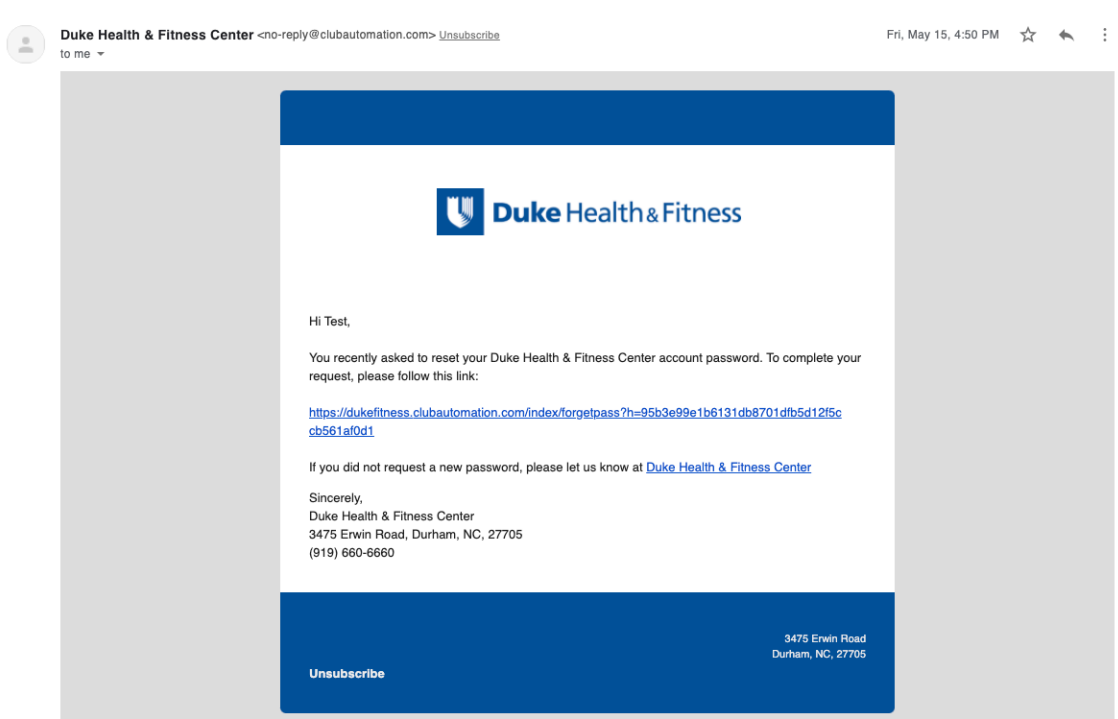 Duke Health & Fitness Center <no-reply@clubautomation.com> Unsubscribe
Fri, May 15, 4:50 PM
to me
Duke Health & Fitness
Hi Test,
You recently asked to reset your Duke Health & Fitness Center account password. To complete your
request, please follow this link:
https://dukefitness.clubautomation.com/index/forgetpass?h=95b3e99e1b6131db8701dfb5d12f5c
cb561af0d1
If you did not request a new password, please let us know at Duke Health & Fitness Center
Sincerely,
Duke Health & Fitness Center
3475 Erwin Road, Durham, NC, 27705
(919) 660-6660
3475 Erwin Road
Durham, NC, 27705
Unsubscribe